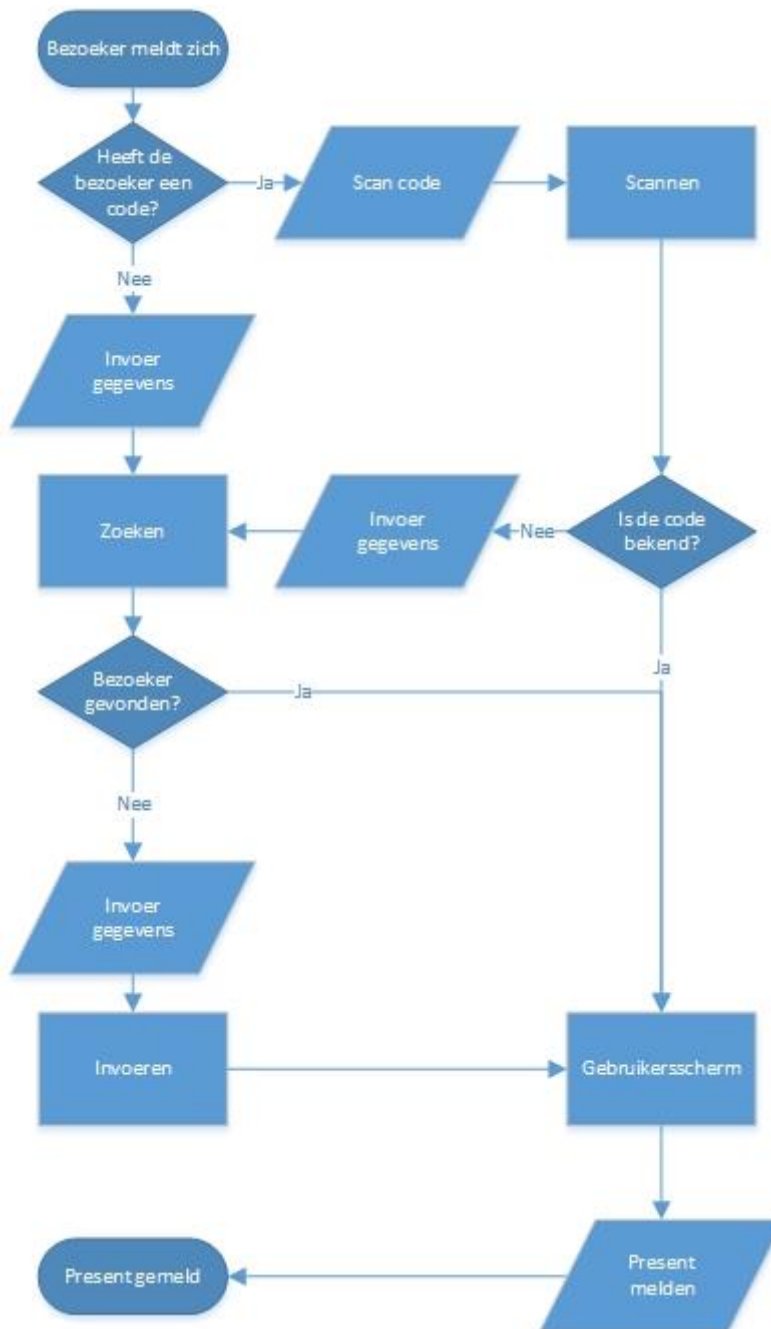 Bezoeker meldt zich
Heeft de
bezoeker een
code?
Ja
Scan code
Scannen
Nee
Invoer
gegevens
Zoeken
Invoer
gegevens
Nee
Is de code
bekend?
Bezoeker
gevonden?
Ja
Ja
Nee
Invoer
gegevens
Invoeren
Gebruikersscherm
Present gemeld
Present
melden